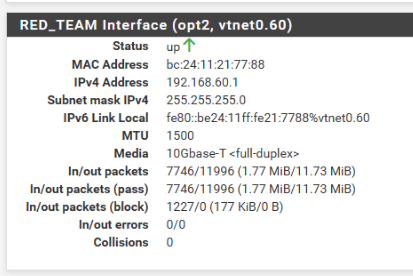 RED_TEAM Interface (opt2, vtnet0.60)
Status up
MAC Address bc:24:11:21:77:88
IPv4 Address 192.168.60.1
Subnet mask IPv4 255.255.255.0
IPv6 Link Local fe80::be24:11ff:fe21:7788%vtnet0.60
MTU 1500
Media 10Gbase-T <full-duplex>
In/out packets 7746/11996 (1.77 MiB/11.73 MiB)
In/out packets (pass) 7746/11996 (1.77 MiB/11.73 MiB)
In/out packets (block) 1227/0 (177 KiB/0 B)
In/out errors 0/0
Collisions 0